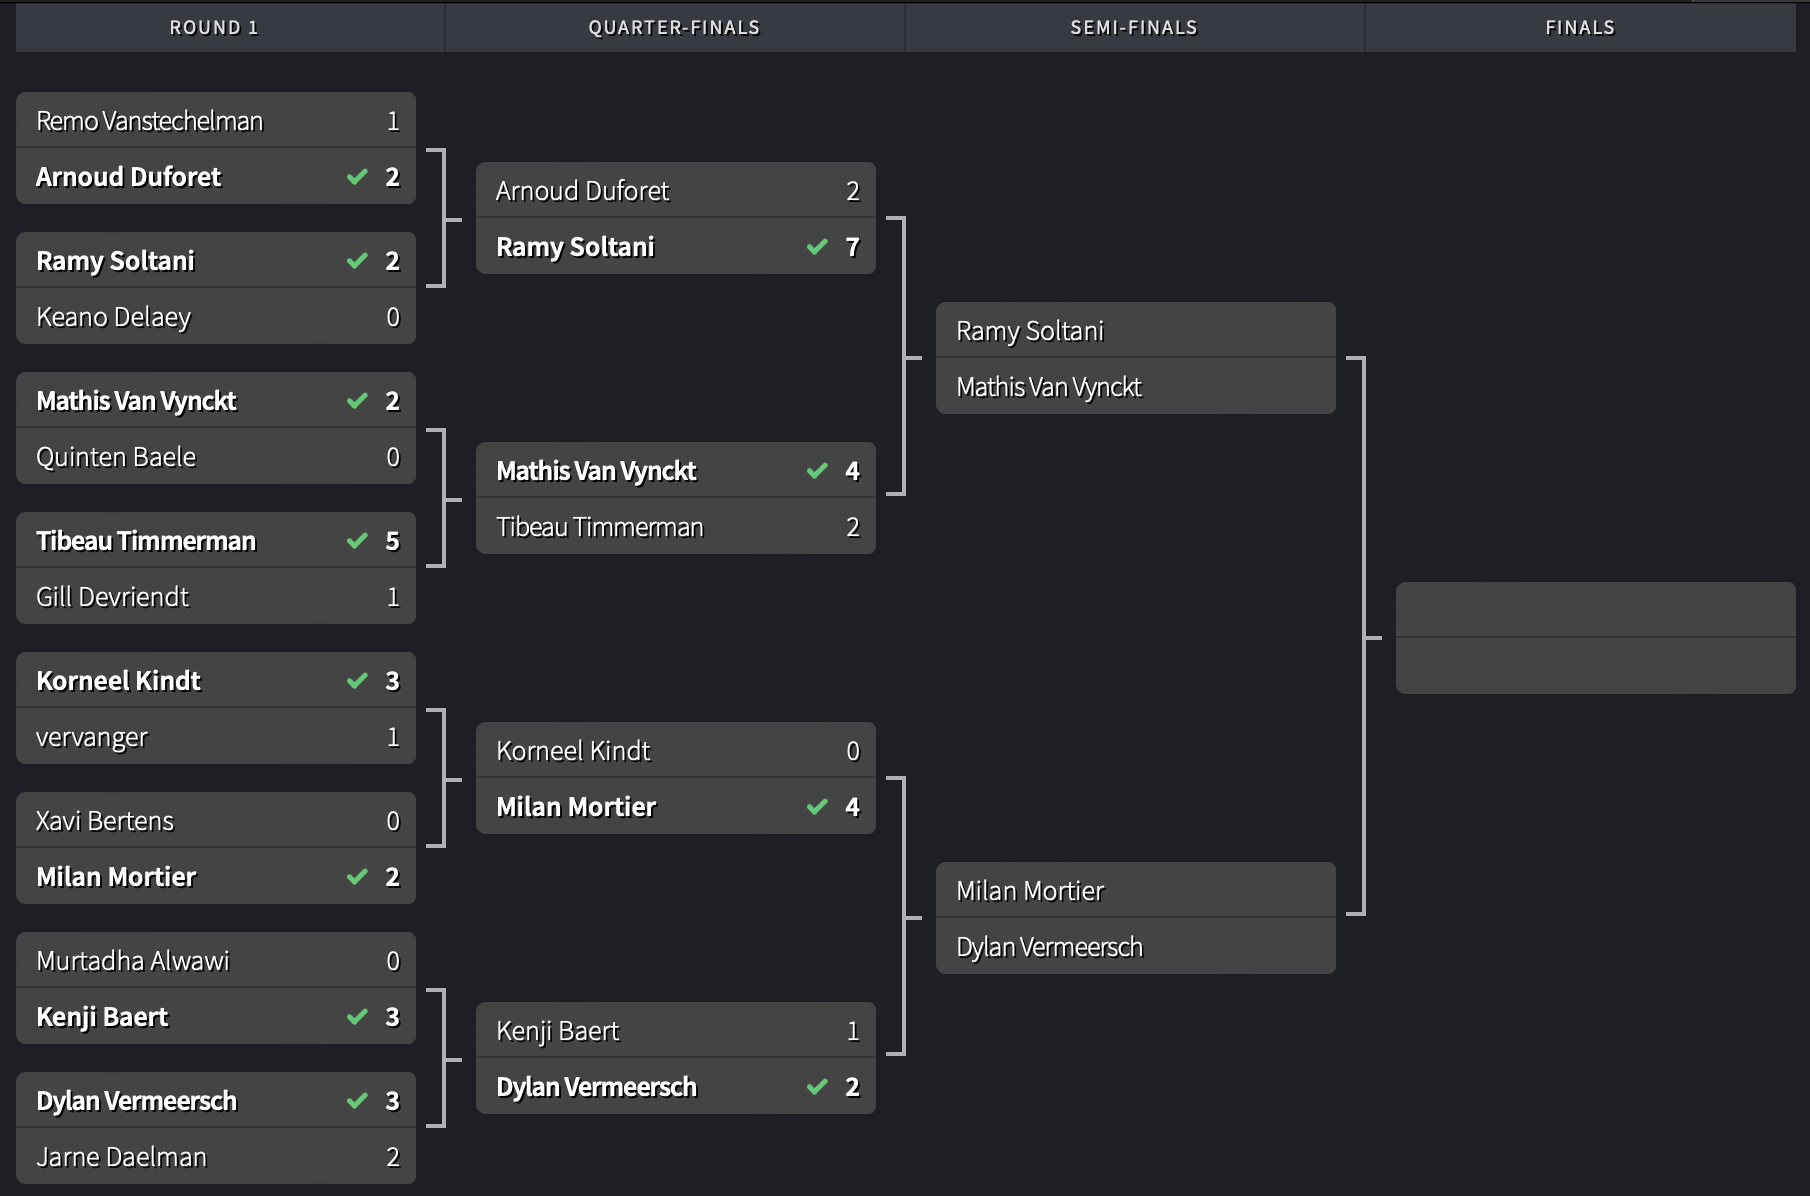 ROUND 1
QUARTER-FINALS
SEMI-FINALS
FINALS
Remo Vanstechelman 1
Arnoud Duforet 2
Ramy Soltani 2
Keano Delaey 0
Mathis Van Vynckt 2
Quinten Baele 0
Tibeau Timmerman 5
Gill Devriendt 1
Korneel Kindt 3
vervanger 1
Xavi Bertens 0
Milan Mortier 2
Murtadha Alwawi 0
Kenji Baert 3
Dylan Vermeersch 3
Jarne Daelman 2
Arnoud Duforet 2
Ramy Soltani 7
Mathis Van Vynckt 4
Tibeau Timmerman 2
Korneel Kindt 0
Milan Mortier 4
Kenji Baert 1
Dylan Vermeersch 2
Ramy Soltani
Mathis Van Vynckt
Milan Mortier
Dylan Vermeersch